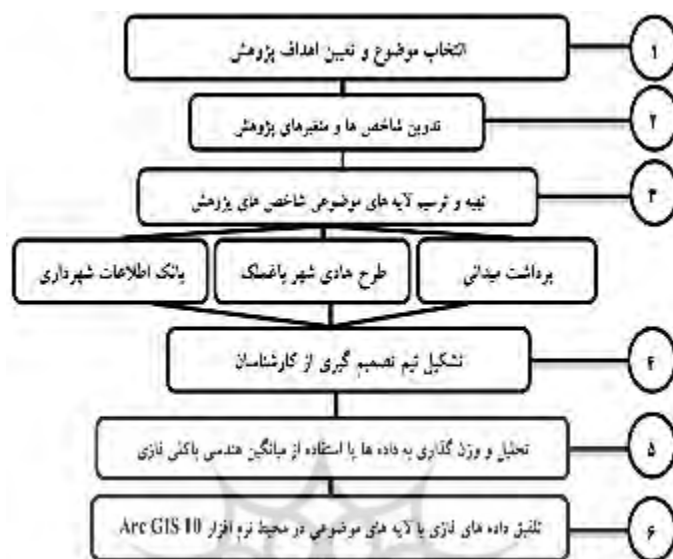 انتخاب موضوع و تعیین اهداف پژوهش
۱
تدوین شاخص ها و متغیرهای پژوهش
۲
تهیه و ترسیم لایه های موضوعی شاخص های پژوهش
۳
برداشت میدانی
طرح هادی شهر باغملک
بانک اطلاعات شهرداری
تشکیل تیم تصمیم گیری از کارشناسان
۴
تحلیل و وزن گذاری به داده ها با استفاده از میانگین هندسی باکلی فازی
۵
تلفیق داده های فازی با لایه های موضوعی در محیط نرم افزار Arc GIS 10
۶